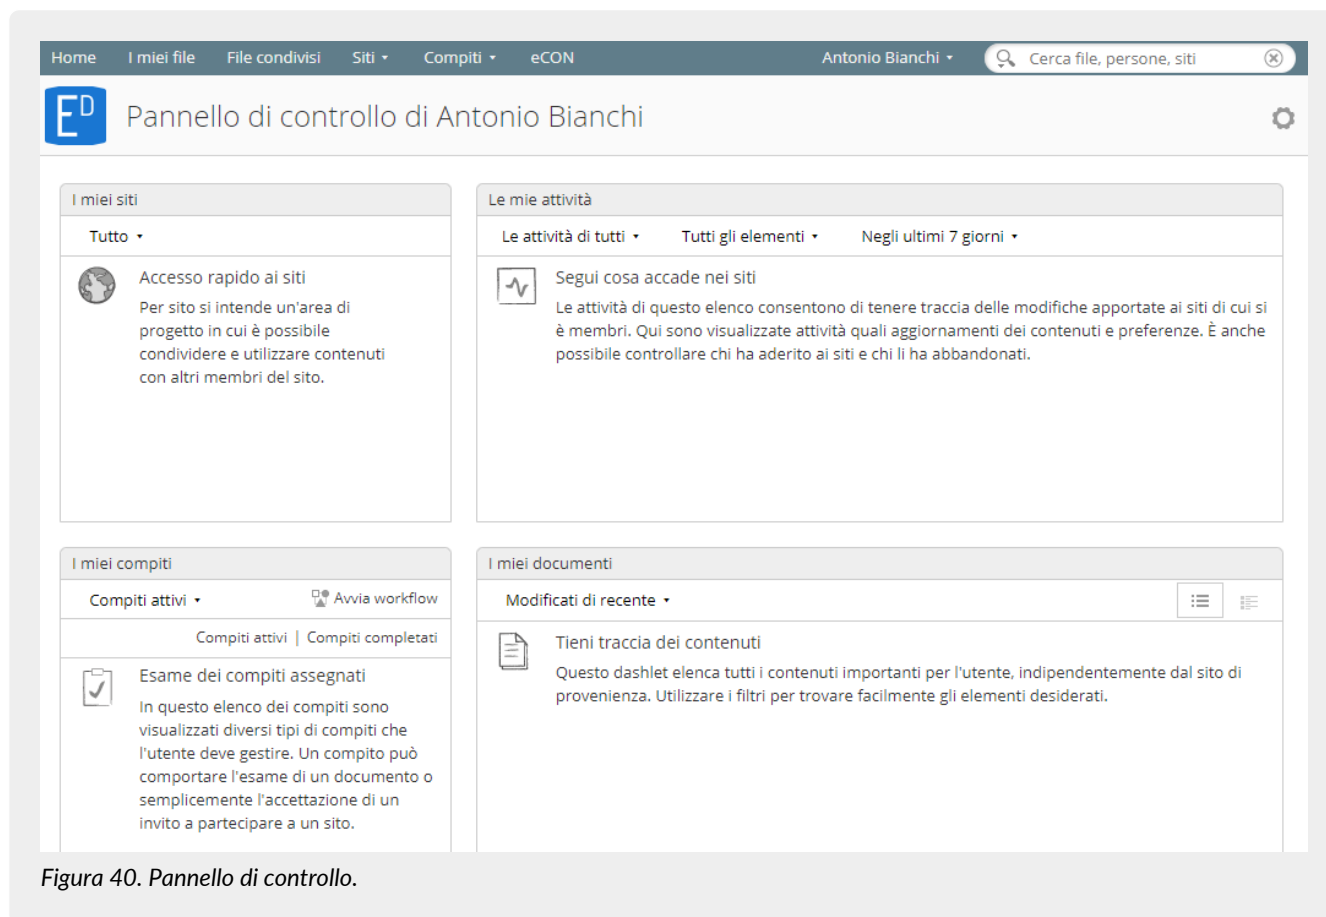 Home I miei file File condivisi Siti Compiti eCON Antonio Bianchi Cerca file, persone, siti
ED Pannello di controllo di Antonio Bianchi
I miei siti
Tutto
Accesso rapido ai siti
Per sito si intende un'area di
progetto in cui è possibile
condividere e utilizzare contenuti
con altri membri del sito.
Le mie attività
Le attività di tutti Tutti gli elementi Negli ultimi 7 giorni
Segui cosa accade nei siti
Le attività di questo elenco consentono di tenere traccia delle modifiche apportate ai siti di cui si
è membri. Qui sono visualizzate attività quali aggiornamenti dei contenuti e preferenze. È anche
possibile controllare chi ha aderito ai siti e chi li ha abbandonati.
I miei compiti
Compiti attivi Avvia workflow
Compiti attivi | Compiti completati
Esame dei compiti assegnati
In questo elenco dei compiti sono
visualizzati diversi tipi di compiti che
l'utente deve gestire. Un compito può
comportare l'esame di un documento o
semplicemente l'accettazione di un
invito a partecipare a un sito.
I miei documenti
Modificati di recente
Tieni traccia dei contenuti
Questo dashlet elenca tutti i contenuti importanti per l'utente, indipendentemente dal sito di
provenienza. Utilizzare i filtri per trovare facilmente gli elementi desiderati.
Figura 40. Pannello di controllo.